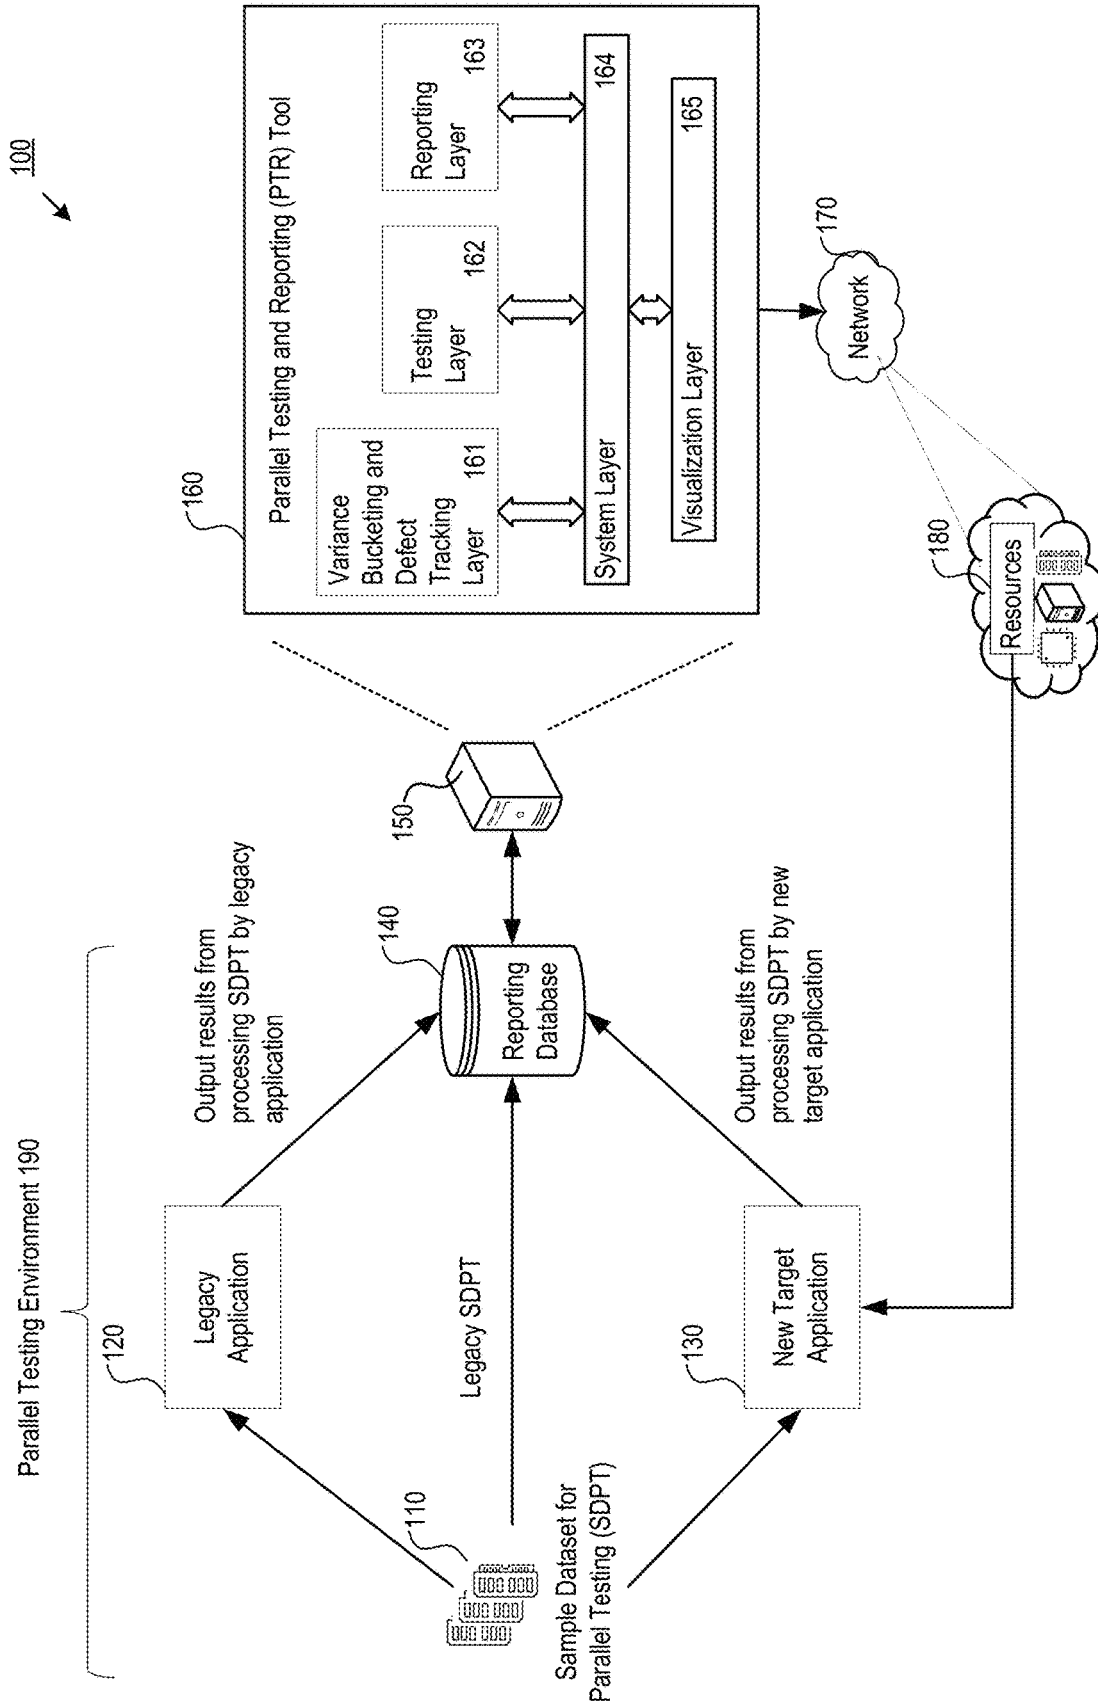 100
Parallel Testing Environment 190
120
Legacy
Application
Output results from
processing SDPT by legacy
application
110
Sample Dataset for
Parallel Testing (SDPT)
Legacy SDPT
140
Reporting
Database
150
130
New Target
Application
Output results from
processing SDPT by new
target application
160
Parallel Testing and Reporting (PTR) Tool
Variance
Bucketing and
Defect
Tracking
Layer
161
Testing
Layer
162
Reporting
Layer
163
System Layer
164
Visualization Layer
165
170
Network
180
Resources